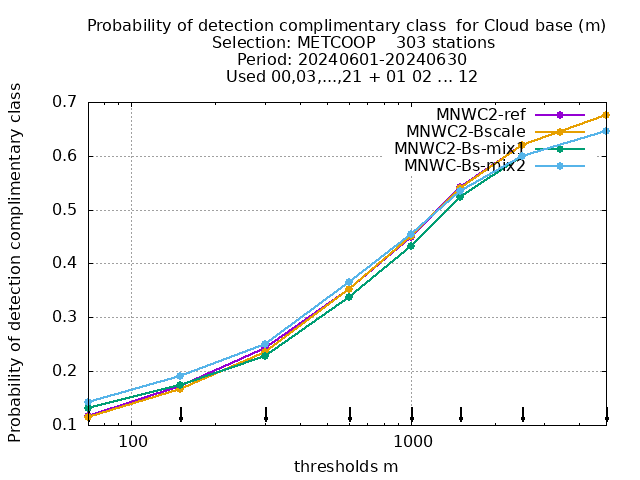 Probability of detection complimentary class  for Cloud base (m)
Selection: METCOOP    303 stations
Period: 20240601-20240630
Used 00,03,...,21 + 01 02 ... 12
Probability of detection complimentary class
0.7
0.6
0.5
0.4
0.3
0.2
0.1
MNWC2-ref
MNWC2-Bscale
MNWC2-Bs-mix1
MNWC-Bs-mix2
100
1000
thresholds m